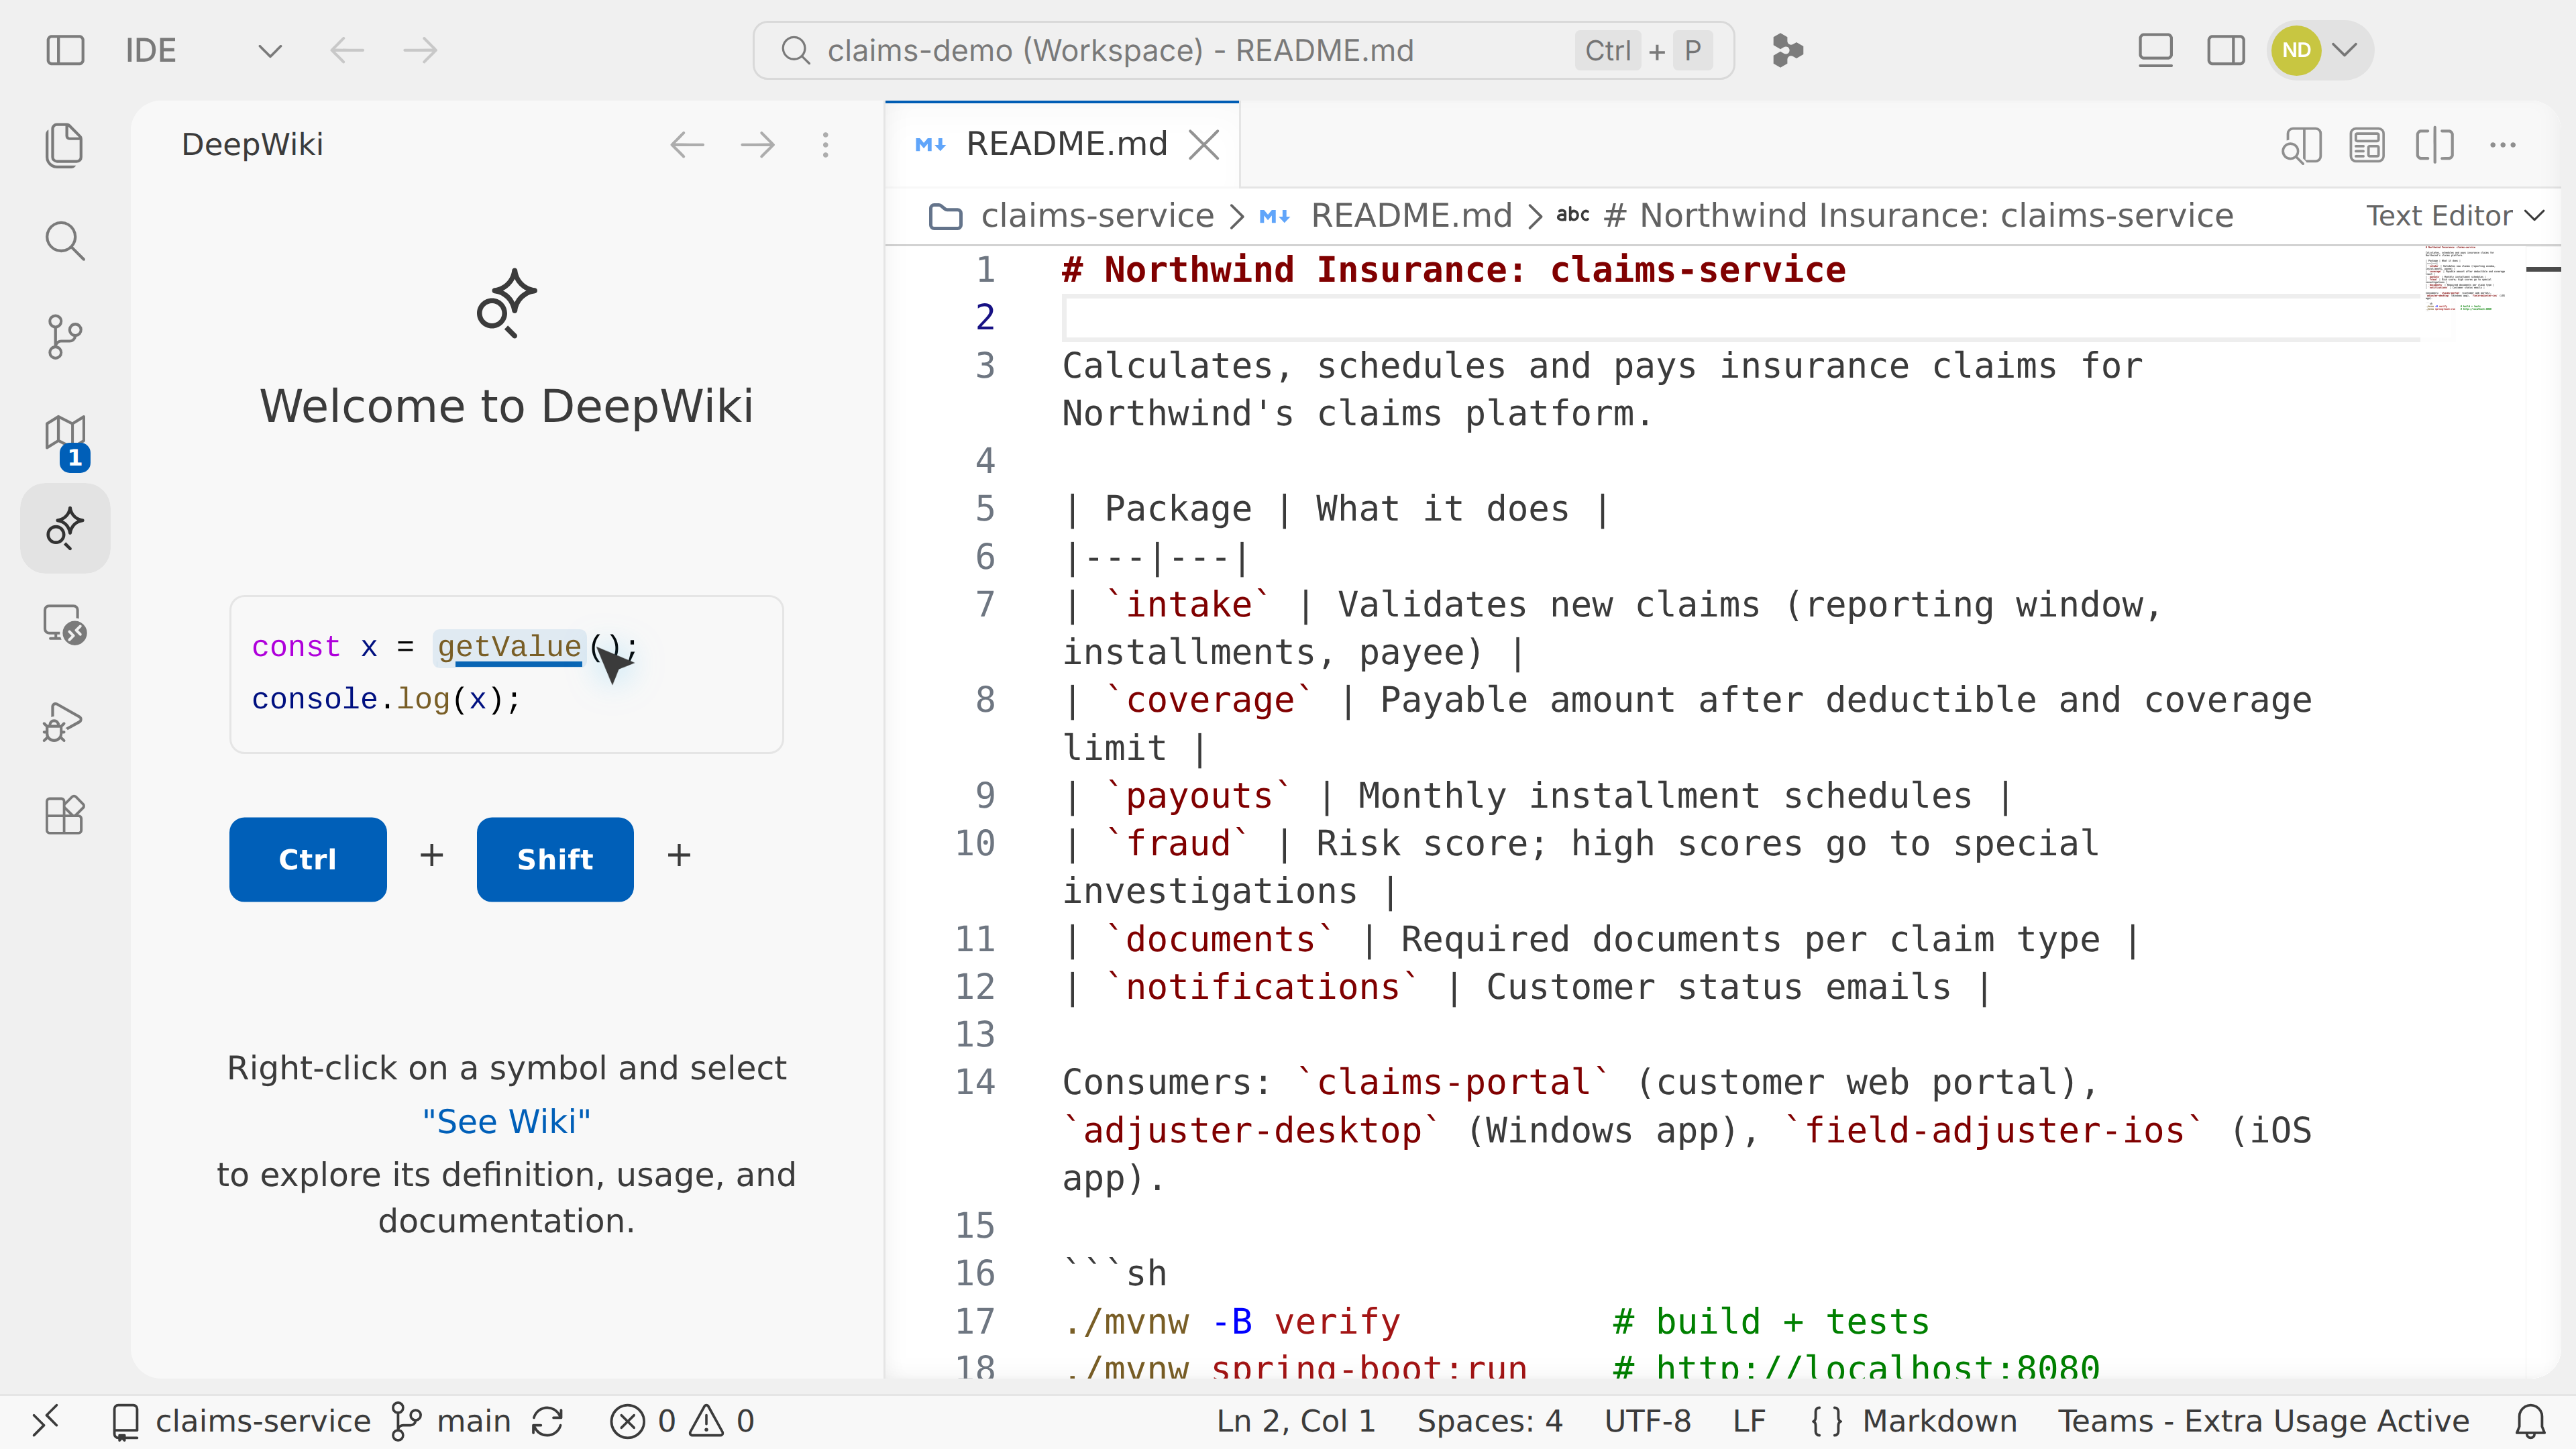 IDE
claims-demo (Workspace) - README.md
Ctrl + P
ND
DeepWiki
README.md
claims-service
README.md
abc # Northwind Insurance: claims-service
Text Editor
1
Welcome to DeepWiki
const x = getValue();
console.log(x);
Ctrl + Shift +
Right-click on a symbol and select
"See Wiki"
to explore its definition, usage, and
documentation.
1 # Northwind Insurance: claims-service
2
3 Calculates, schedules and pays insurance claims for
Northwind's claims platform.
4
5 | Package | What it does |
6 |---|---|
7 | `intake` | Validates new claims (reporting window,
installments, payee) |
8 | `coverage` | Payable amount after deductible and coverage
limit |
9 | `payouts` | Monthly installment schedules |
10 | `fraud` | Risk score; high scores go to special
investigations |
11 | `documents` | Required documents per claim type |
12 | `notifications` | Customer status emails |
13
14 Consumers: `claims-portal` (customer web portal),
`adjuster-desktop` (Windows app), `field-adjuster-ios` (iOS
app).
15
16 ```sh
17 ./mvnw -B verify # build + tests
18 ./mvnw spring-boot:run # http://localhost:8080
claims-service main 0 0
Ln 2, Col 1 Spaces: 4 UTF-8 LF { } Markdown Teams - Extra Usage Active